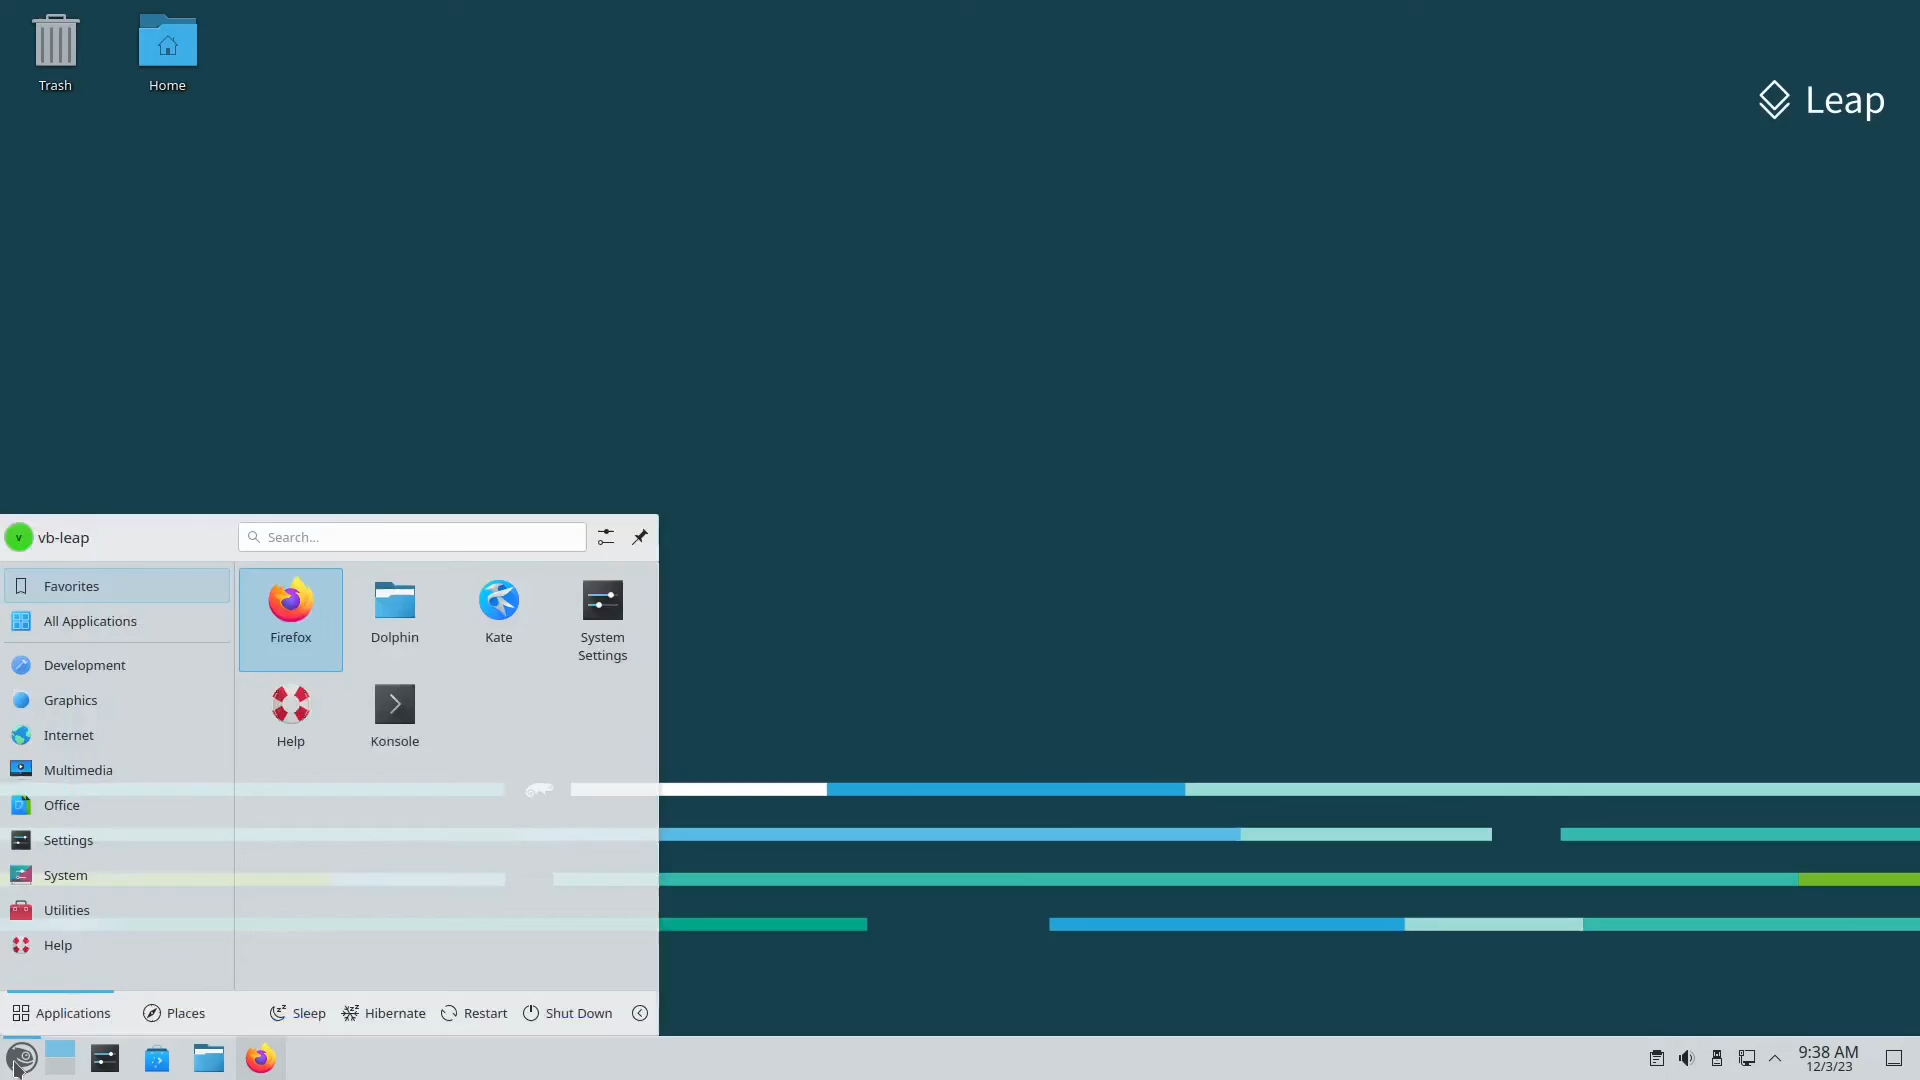 Trash
Home
Leap
v
vb-leap
Search...
Favorites
All Applications
Development
Graphics
Internet
Multimedia
Office
Settings
System
Utilities
Help
Firefox
Dolphin
Kate
System
Settings
Help
Konsole
Applications
Places
Sleep
Hibernate
Restart
Shut Down
9:38 AM
12/3/23